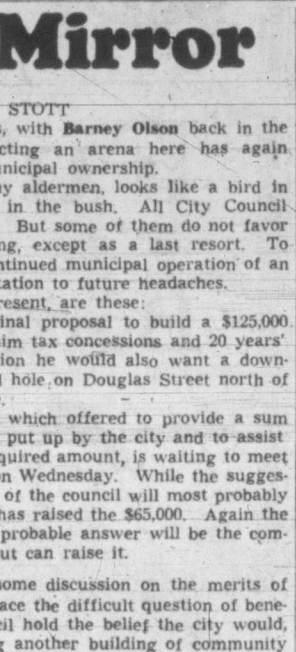 Mirror
STOTT
s, with Barney Olson back in the
cting an arena here has again
unicipal ownership.
ny aldermen, looks like a bird in
in the bush. All City Council
But some of them do not favor
ng, except as a last resort. To
ntinued municipal operation of an
tation to future headaches.
resent, are these:
inal proposal to build a $125,000
aim tax concessions and 20 years'
ion he would also want a down-
d hole on Douglas Street north of
which offered to provide a sum
put up by the city and to assist
quired amount, is waiting to meet
on Wednesday. While the sugges-
of the council will most probably
has raised the $65,000. Again the
probable answer will be the com-
ut can raise it.
some discussion on the merits of
ace the difficult question of bene-
cil hold the belief the city would,
g another building of community